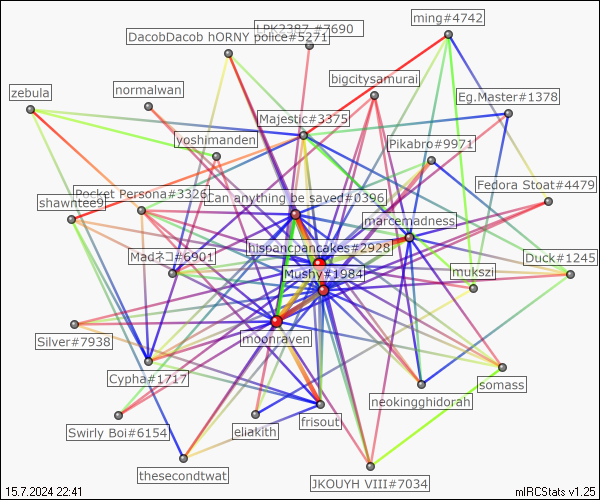 ming#4742
LPK2387 #7690
DacobDacob hORNY police#5271
bigcitysamurai
normalwan
zebula
Eg.Master#1378
Majestic#3375
yoshimanden
Pikabro#9971
Fedora Stoat#4479
Pocket Persona#3326
Can anything be saved#0396
shawntee9
marcemadness
hispancpancakes#2928
Madネコ#6901
Duck#1245
Mushy#1984
mukszi
Silver#7938
moonraven
Cypha#1717
somass
neokingghidorah
frisout
Swirly Boi#6154
eliakith
thesecondtwat
JKOUYH VIII#7034
15.7.2024 22:41
mIRCStats v1.25